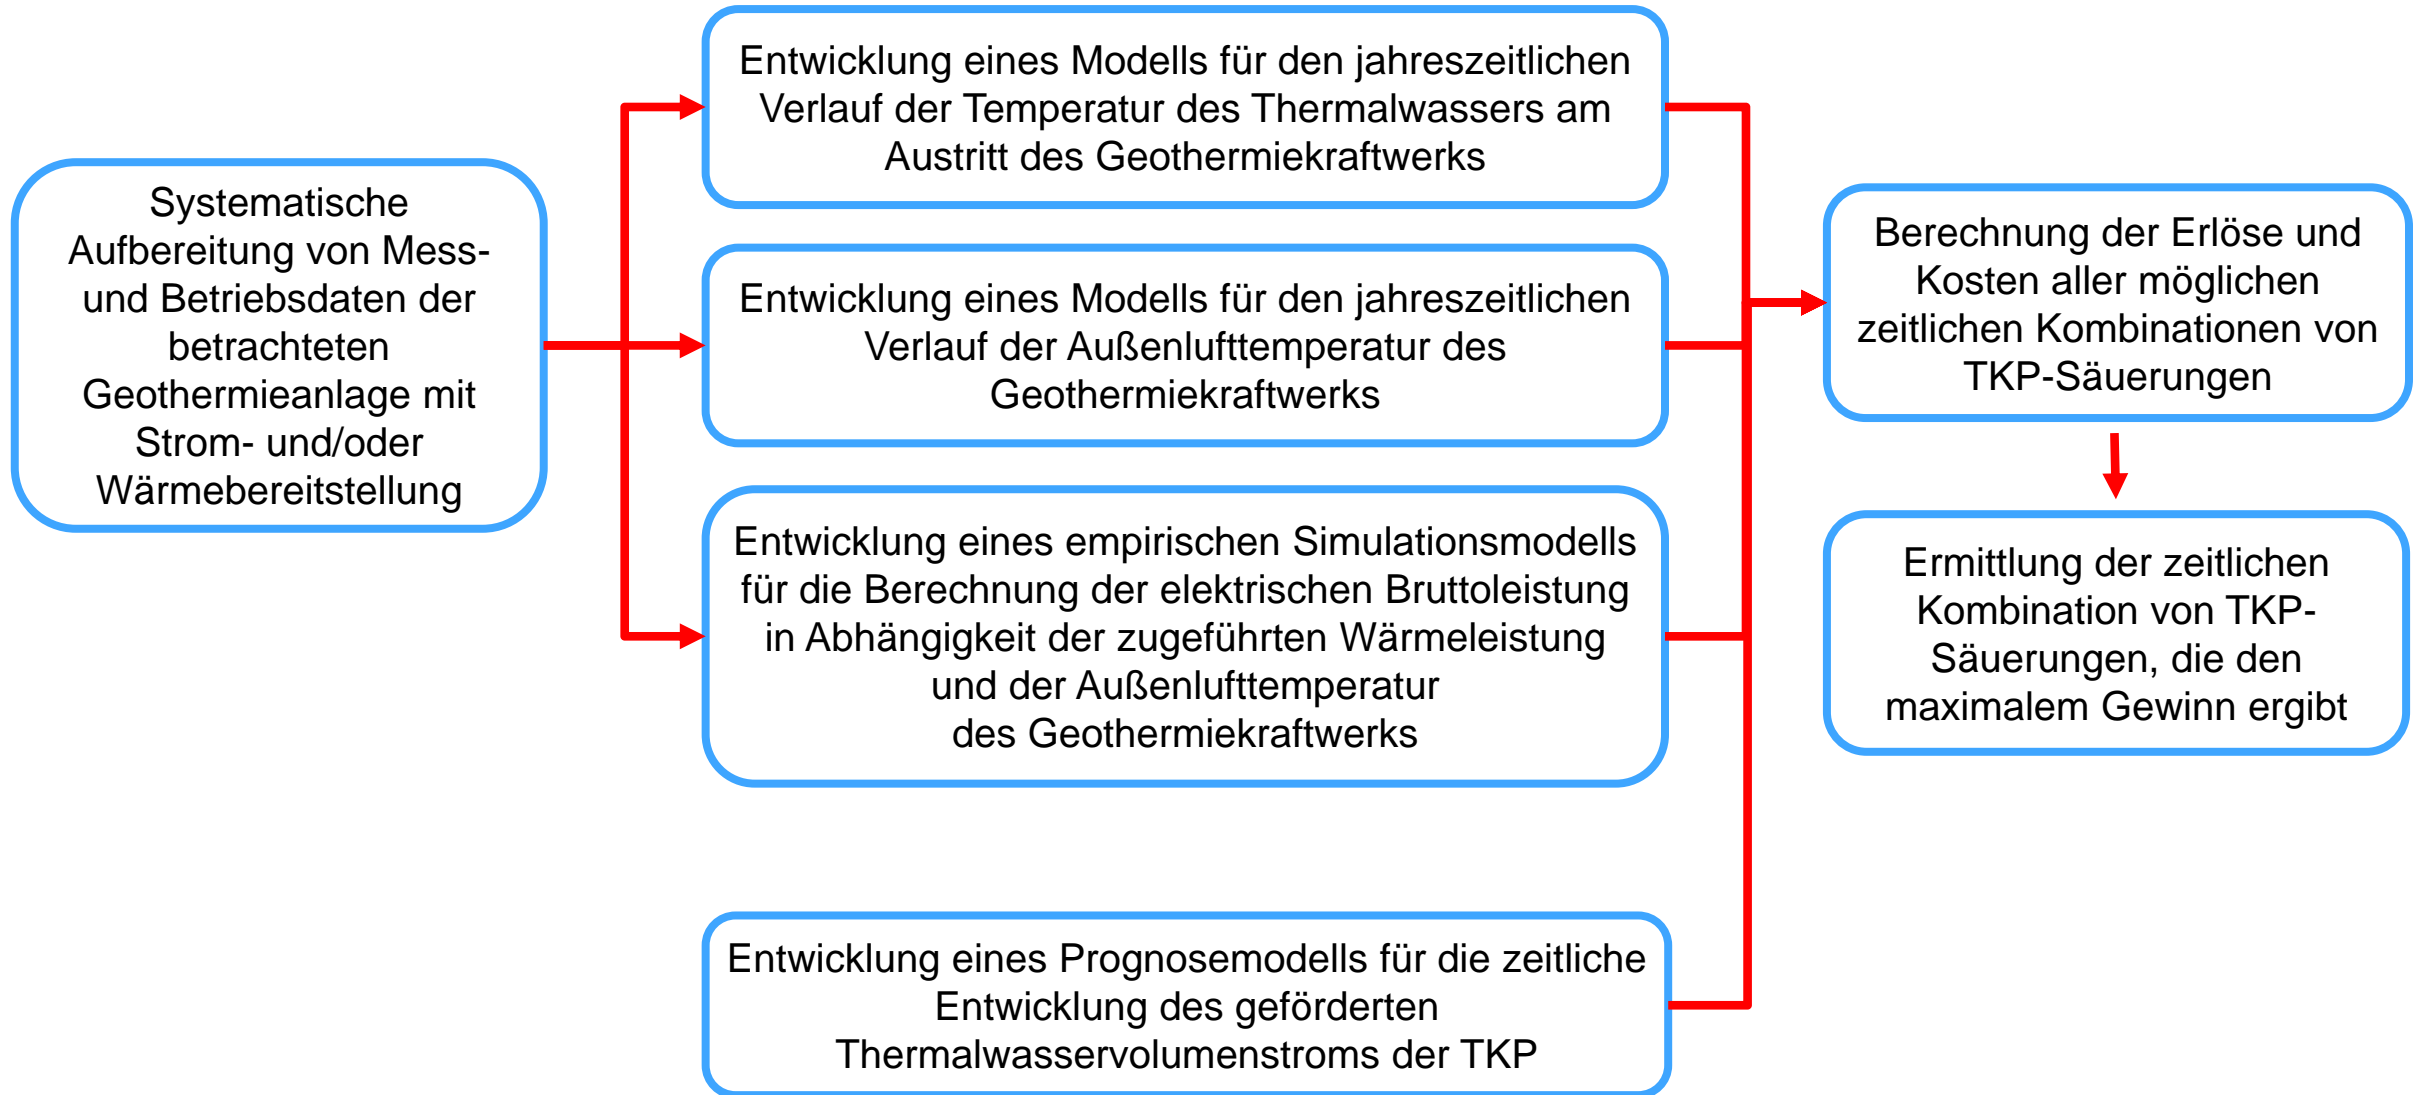 Systematische
Aufbereitung von Mess-
und Betriebsdaten der
betrachteten
Geothermieanlage mit
Strom- und/oder
Wärmebereitstellung
Entwicklung eines Modells für den jahreszeitlichen
Verlauf der Temperatur des Thermalwassers am
Austritt des Geothermiekraftwerks
Entwicklung eines Modells für den jahreszeitlichen
Verlauf der Außenlufttemperatur des
Geothermiekraftwerks
Entwicklung eines empirischen Simulationsmodells
für die Berechnung der elektrischen Bruttoleistung
in Abhängigkeit der zugeführten Wärmeleistung
und der Außenlufttemperatur
des Geothermiekraftwerks
Entwicklung eines Prognosemodells für die zeitliche
Entwicklung des geförderten
Thermalwasservolumenstroms der TKP
Berechnung der Erlöse und
Kosten aller möglichen
zeitlichen Kombinationen von
TKP-Säuerungen
Ermittlung der zeitlichen
Kombination von TKP-
Säuerungen, die den
maximalem Gewinn ergibt